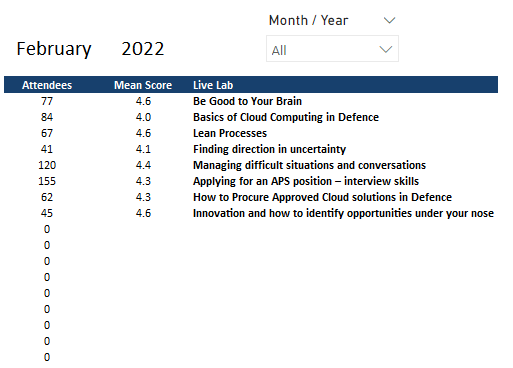 Month / Year
February 2022
All
Attendees Mean Score Live Lab
77 4.6 Be Good to Your Brain
84 4.0 Basics of Cloud Computing in Defence
67 4.6 Lean Processes
41 4.1 Finding direction in uncertainty
120 4.4 Managing difficult situations and conversations
155 4.3 Applying for an APS position – interview skills
62 4.3 How to Procure Approved Cloud solutions in Defence
45 4.6 Innovation and how to identify opportunities under your nose
0
0
0
0
0
0
0
0
0